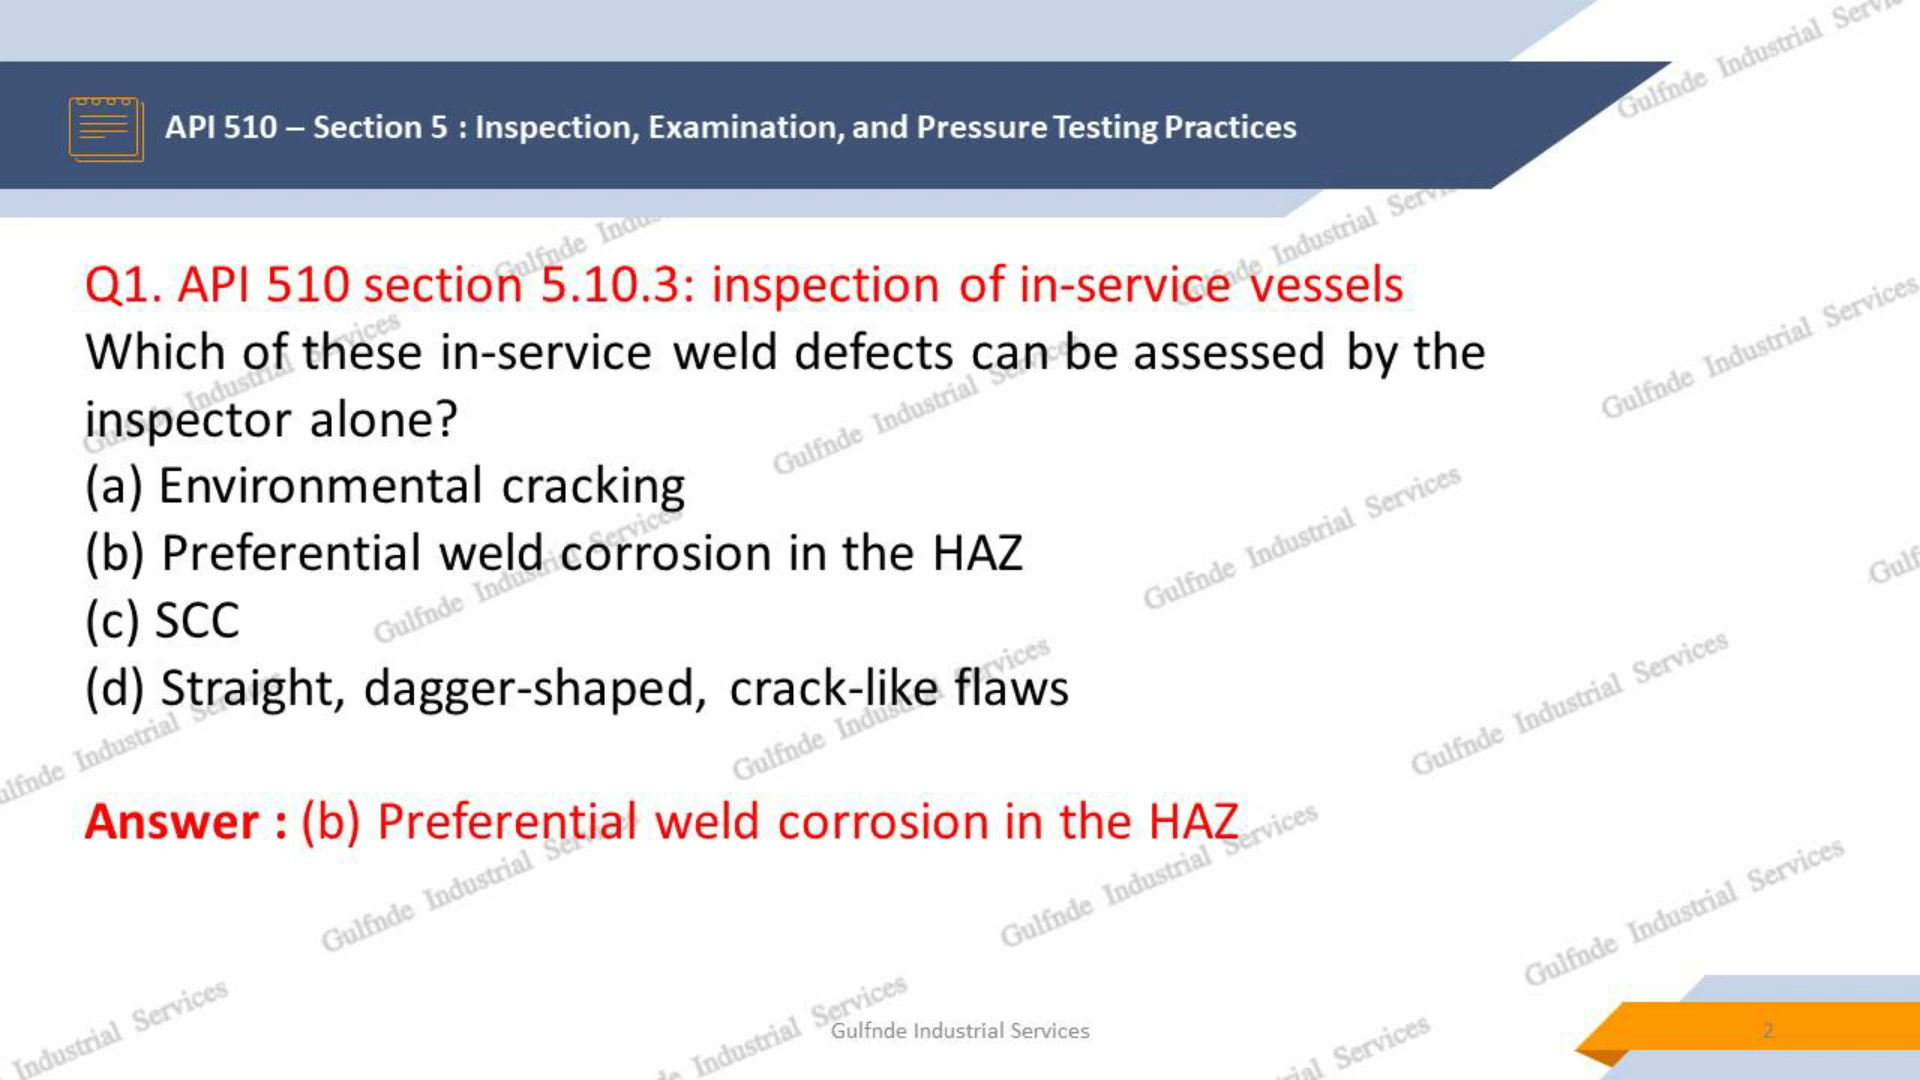 API 510 – Section 5 : Inspection, Examination, and Pressure Testing Practices
Q1. API 510 section 5.10.3: inspection of in-service vessels
Which of these in-service weld defects can be assessed by the
inspector alone?
(a) Environmental cracking
(b) Preferential weld corrosion in the HAZ
(c) SCC
(d) Straight, dagger-shaped, crack-like flaws
Answer : (b) Preferential weld corrosion in the HAZ
Gulfnde Industrial Services
2
Gulfnde Industrial Services